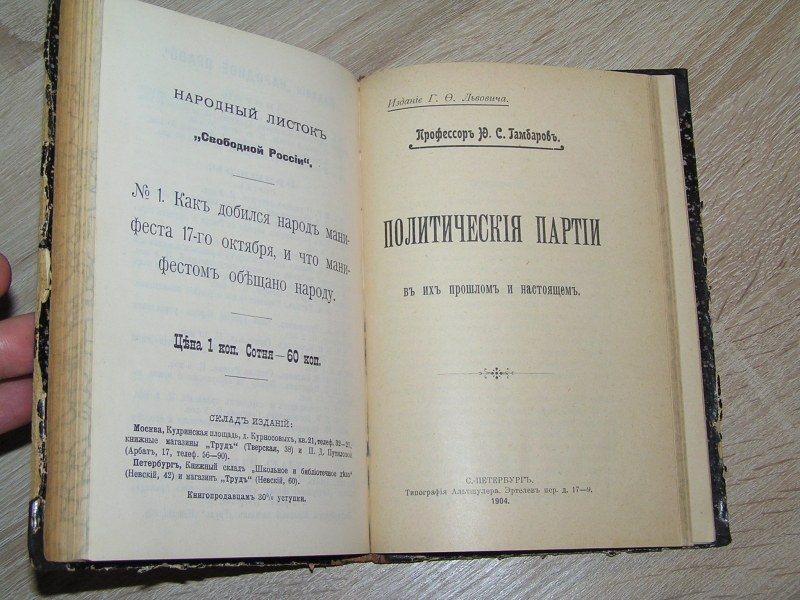 НАРОДНЫЙ ЛИСТОКЪ
„Свободной Россіи“.
№ 1. Какъ добился народъ мани-
феста 17-го октября, и что мани-
фестомъ обѣщано народу.
Цѣна 1 коп. Сотня—60 коп.
СКЛАДЪ ИЗДАНІЙ:
Москва, Кудринская площадь, д. Курносовыхъ, кв. 21, телеф. 32—21,
книжные магазины „Трудъ“ (Тверская, 38) и П. Д. Путиловой
(Арбатъ, 17, телеф. 56—90).
Петербургъ, Книжный складъ „Школьное и библіотечное дѣло“
(Невскій, 42) и магазинъ „Трудъ“ (Невскій, 60).
Книгопродавцамъ 30% уступки.
Изданіе Г. Ѳ. Львовича.
Профессоръ Ю. С. Гамбаровъ.
ПОЛИТИЧЕСКІЯ ПАРТІИ
въ ихъ прошломъ и настоящемъ.
С.-ПЕТЕРБУРГЪ.
Типографія Альтшулера. Эртелевъ пер. д. 17—9.
1904.